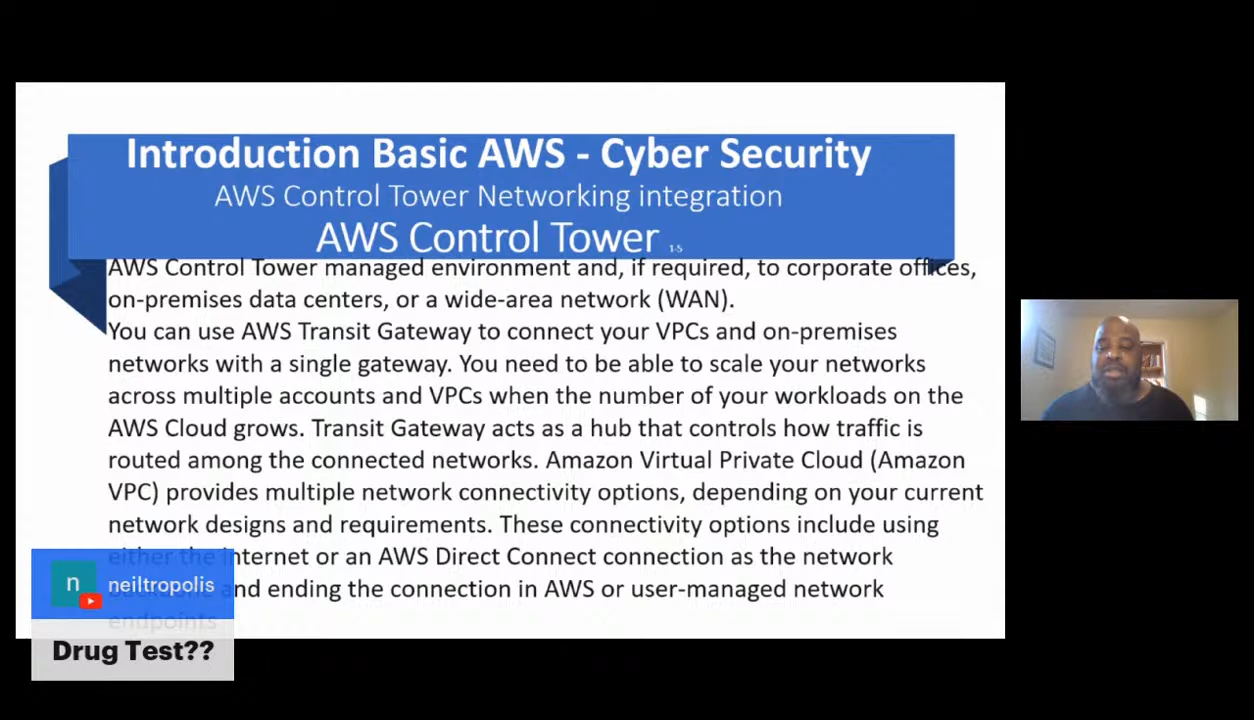 Introduction Basic AWS - Cyber Security
AWS Control Tower Networking integration
AWS Control Tower 1-5
AWS Control Tower managed environment and, if required, to corporate offices,
on-premises data centers, or a wide-area network (WAN).
You can use AWS Transit Gateway to connect your VPCs and on-premises
networks with a single gateway. You need to be able to scale your networks
across multiple accounts and VPCs when the number of your workloads on the
AWS Cloud grows. Transit Gateway acts as a hub that controls how traffic is
routed among the connected networks. Amazon Virtual Private Cloud (Amazon
VPC) provides multiple network connectivity options, depending on your current
network designs and requirements. These connectivity options include using
either the internet or an AWS Direct Connect connection as the network
and ending the connection in AWS or user-managed network
endpoints
n neiltropolis
Drug Test??